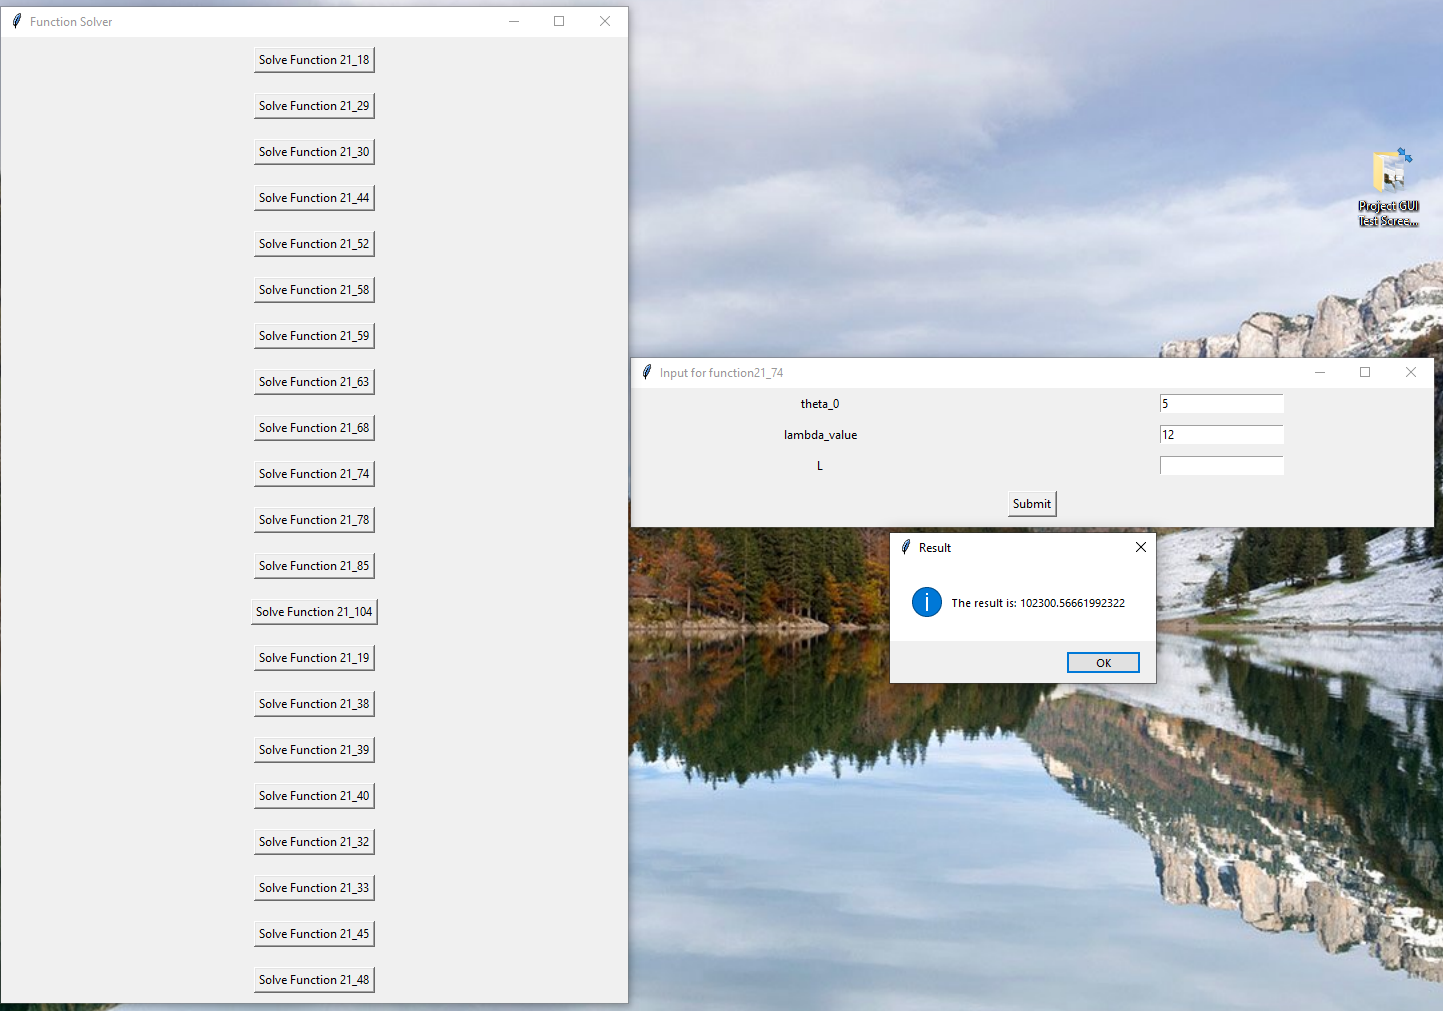 Function Solver
Solve Function 21_18
Solve Function 21_29
Solve Function 21_30
Solve Function 21_44
Solve Function 21_52
Solve Function 21_58
Solve Function 21_59
Solve Function 21_63
Solve Function 21_68
Solve Function 21_74
Solve Function 21_78
Solve Function 21_85
Solve Function 21_104
Solve Function 21_19
Solve Function 21_38
Solve Function 21_39
Solve Function 21_40
Solve Function 21_32
Solve Function 21_33
Solve Function 21_45
Solve Function 21_48
Project GUI
Test Scree...
Input for function21_74
theta_0 5
lambda_value 12
L
Submit
Result
The result is: 102300.56661992322
OK